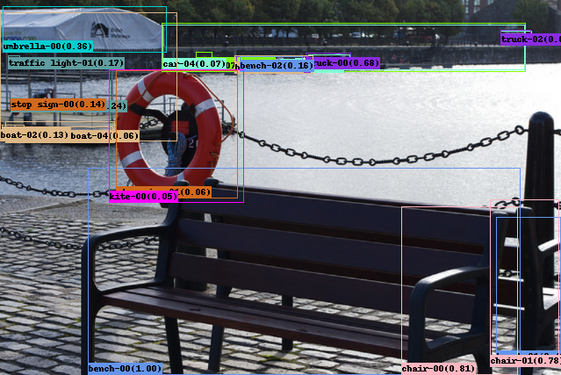 umbrella-00(0.36)
truck-02(0.
traffic light-01(0.17)
car-04(0.07)
bench-02(0.16)
ruck-00(0.68)
stop sign-00(0.14)
.24)
boat-02(0.13)
boat-04(0.06)
2
(0.06)
kite-00(0.05)
bench-00(1.00)
chair-00(0.81)
chair-01(0.78